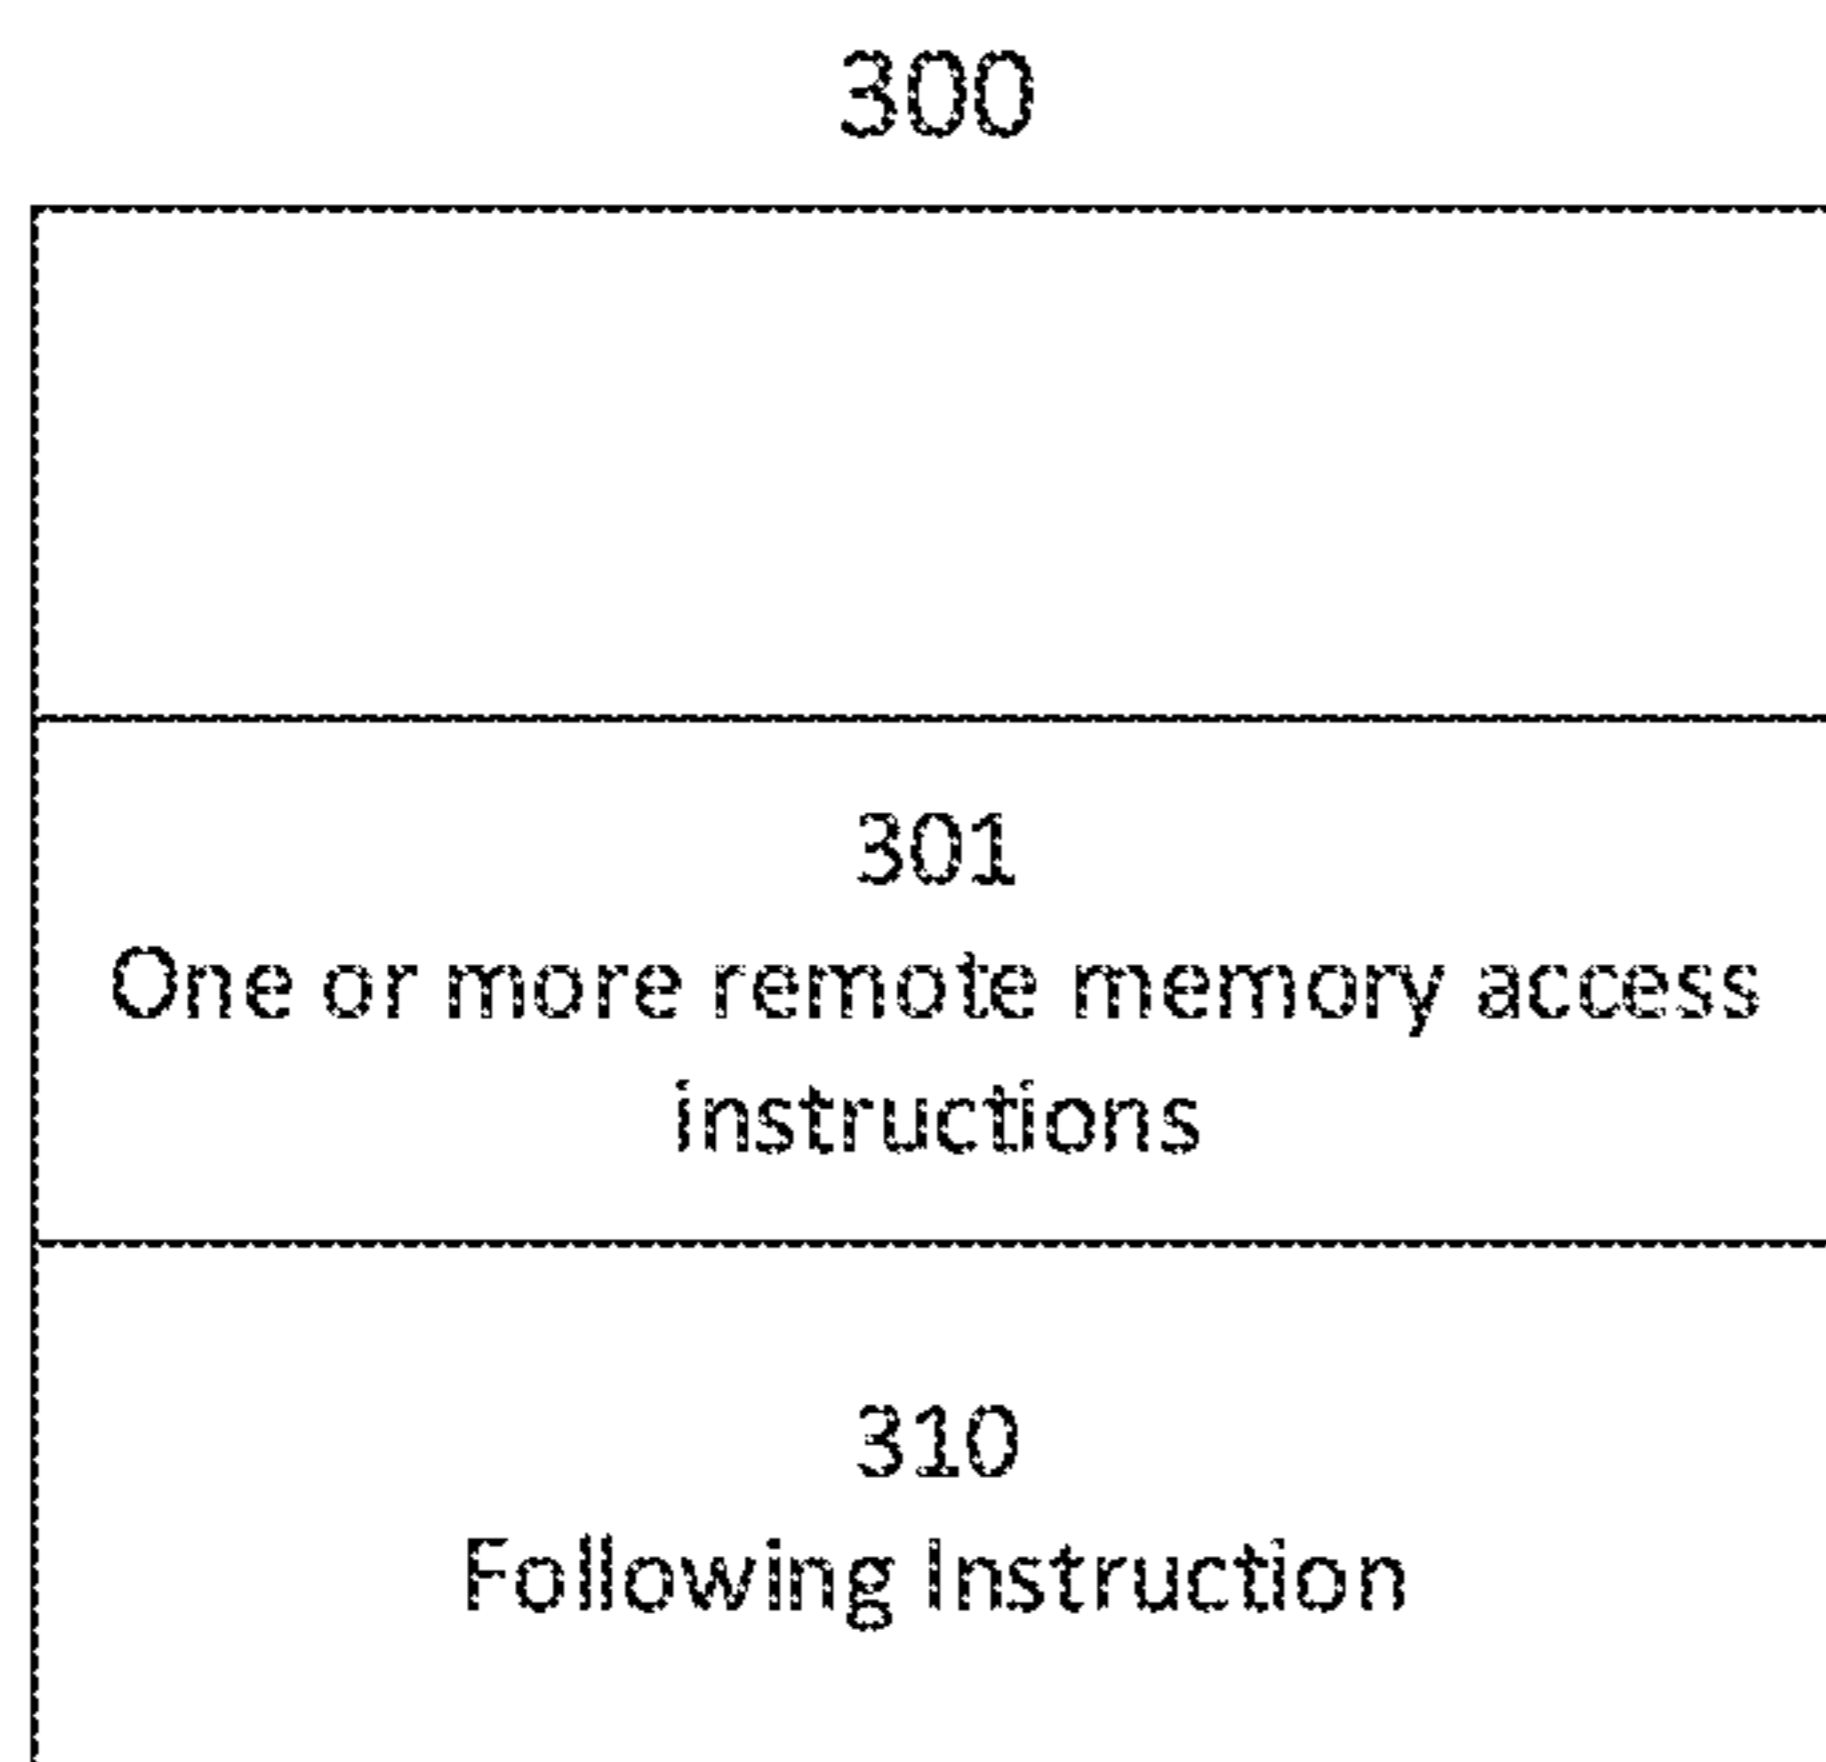 300
301
One or more remote memory access
instructions
310
Following Instruction